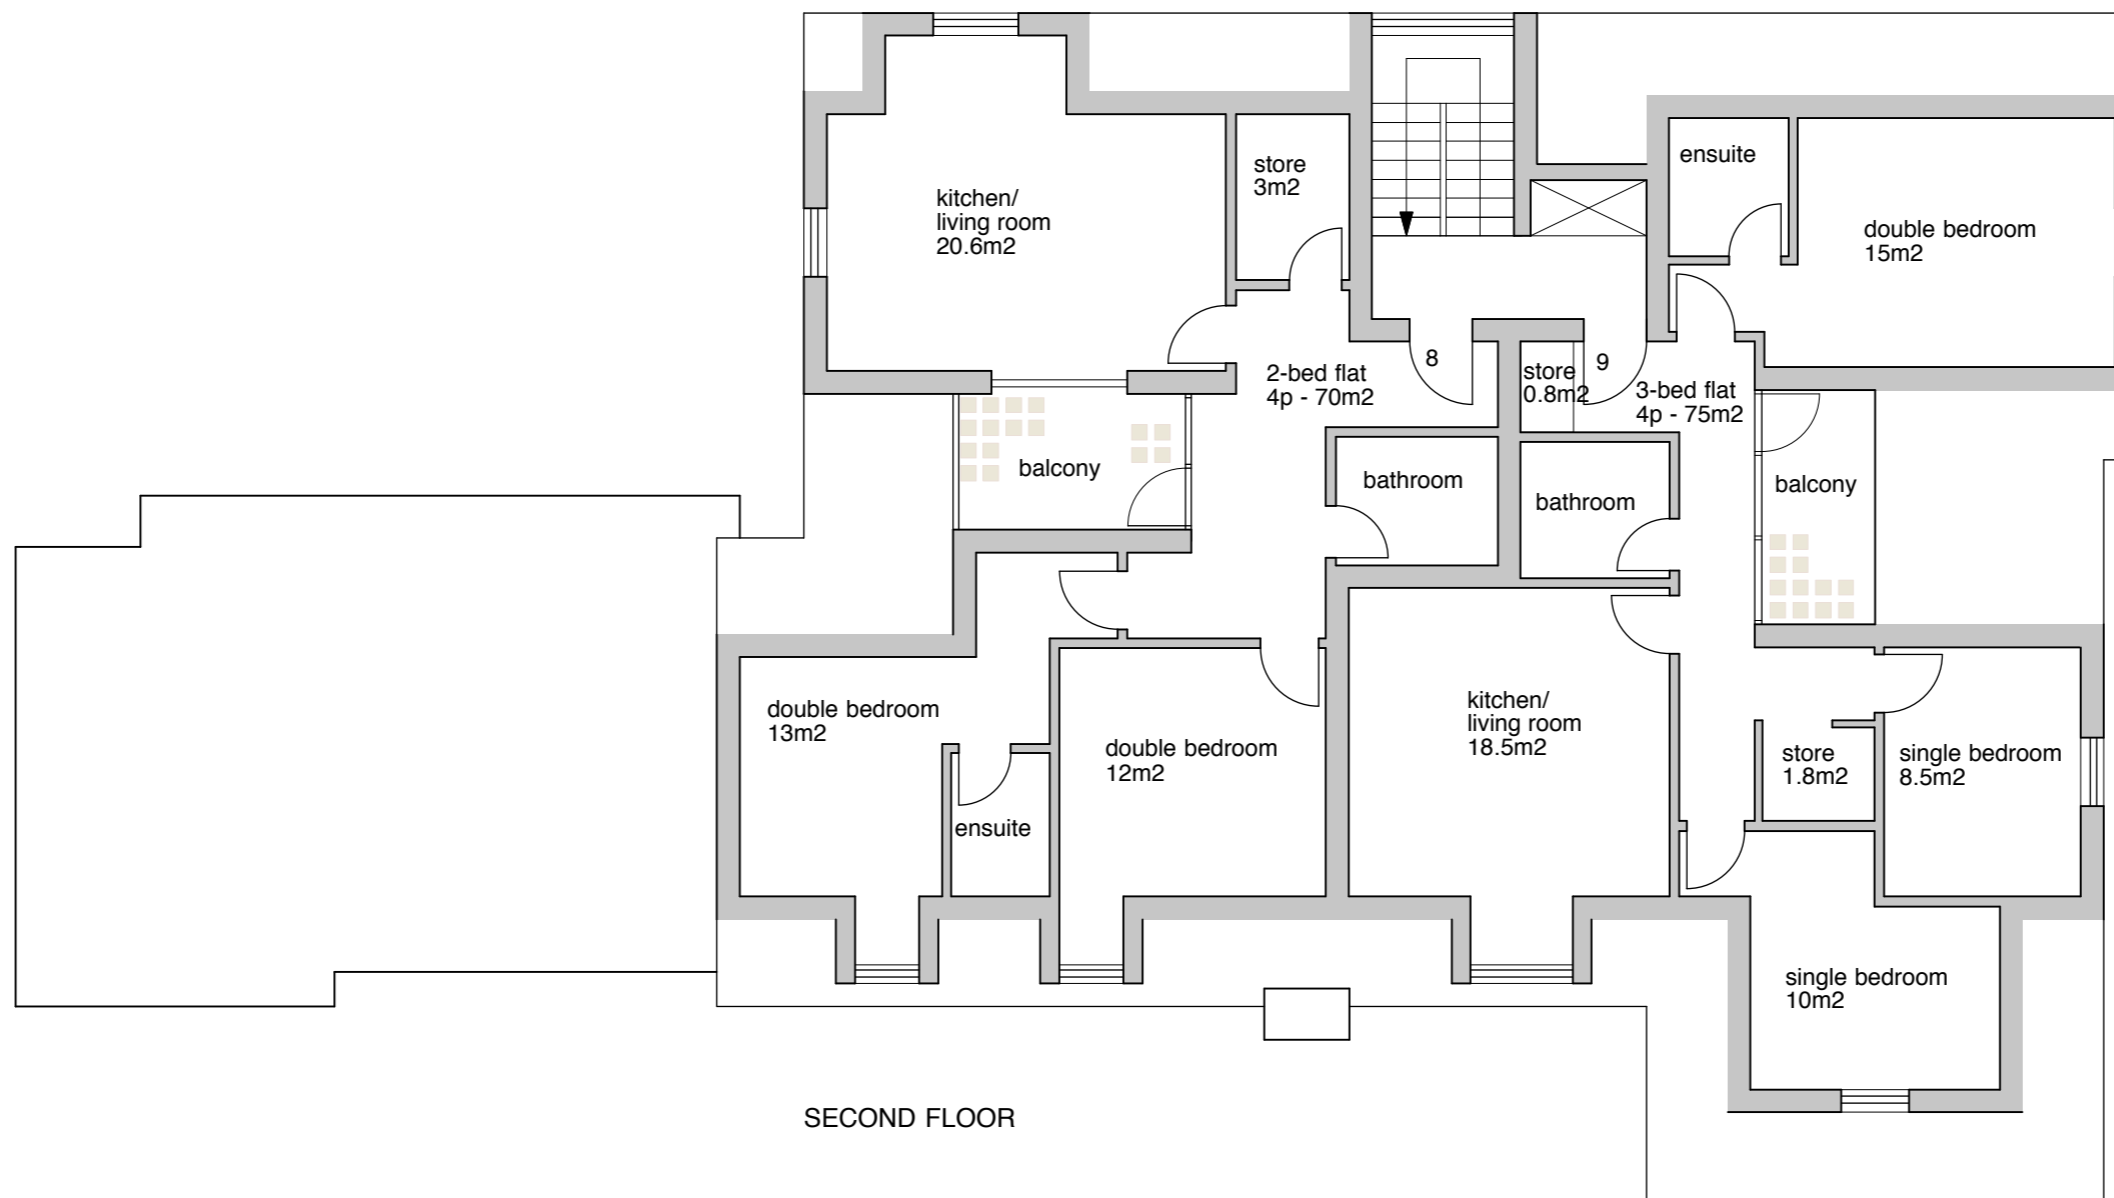 kitchen/
living room
20.6m2
store
3m2
ensuite
double bedroom
15m2
8
9
2-bed flat
4p - 70m2
store
0.8m2
3-bed flat
4p - 75m2
balcony
bathroom
bathroom
balcony
double bedroom
13m2
double bedroom
12m2
kitchen/
living room
18.5m2
store
1.8m2
single bedroom
8.5m2
ensuite
single bedroom
10m2
SECOND FLOOR